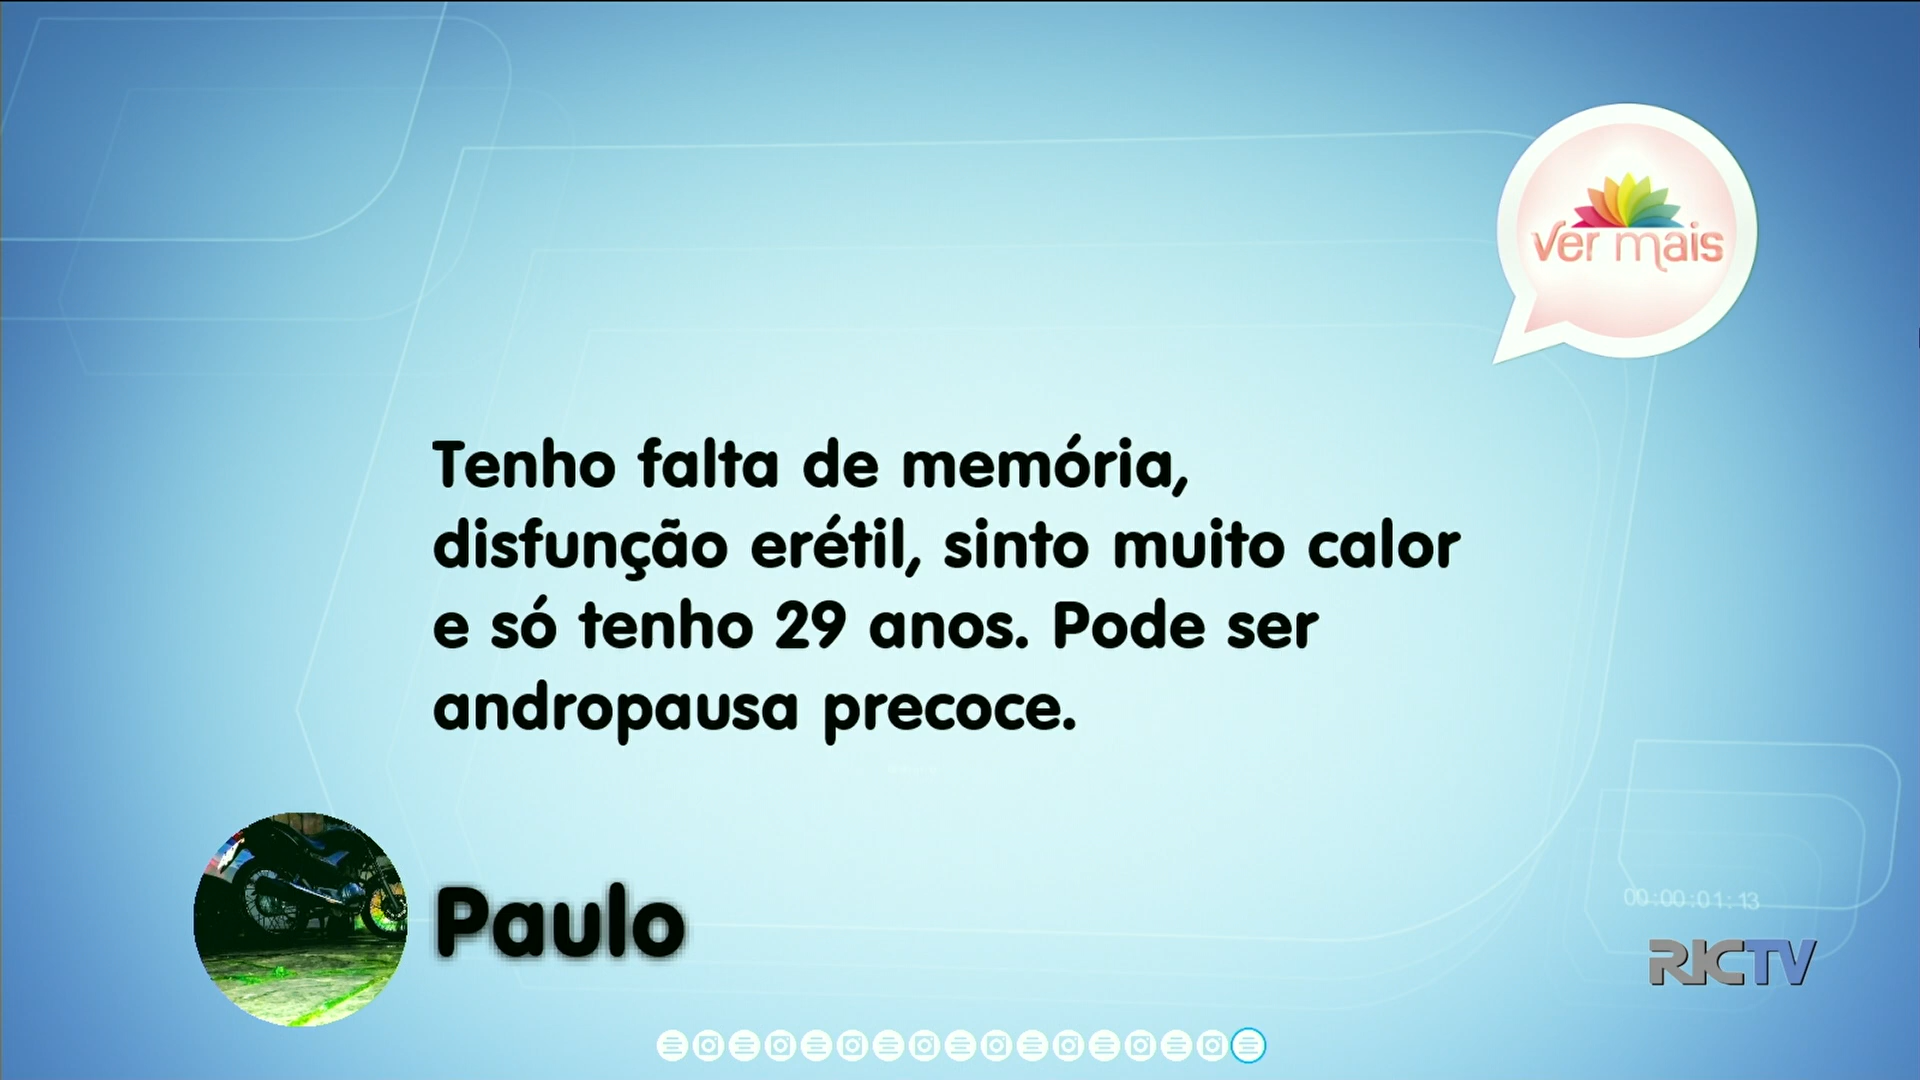 ver mais
Tenho falta de memória,
disfunção erétil, sinto muito calor
e só tenho 29 anos. Pode ser
andropausa precoce.
Paulo
00:00:01:13
RICTV